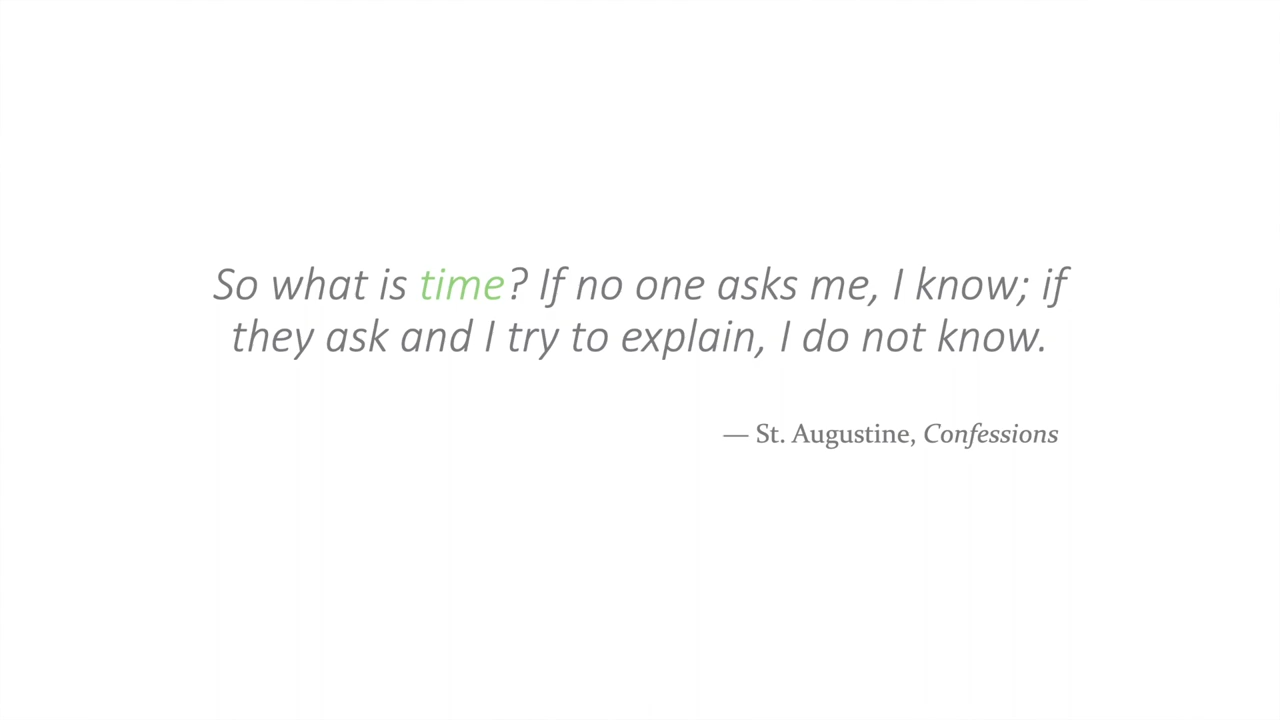 So what is time? If no one asks me, I know; if
they ask and I try to explain, I do not know.
— St. Augustine, Confessions